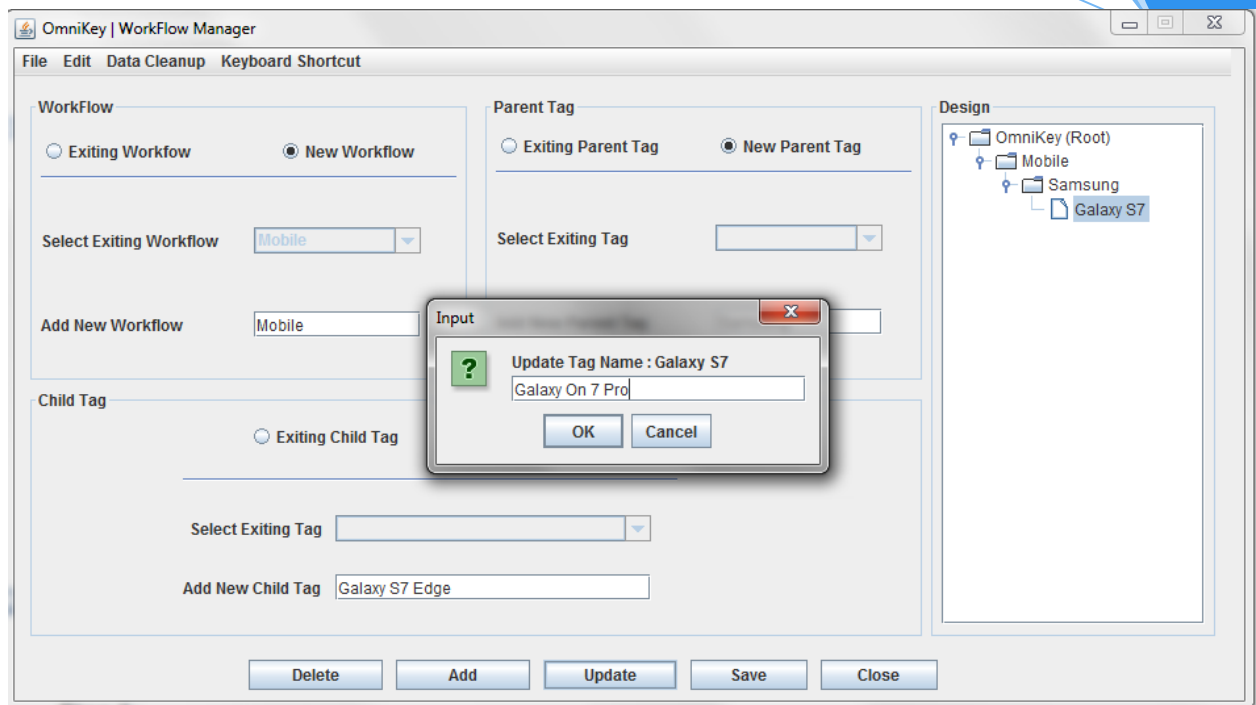 OmniKey | WorkFlow Manager
File Edit Data Cleanup Keyboard Shortcut
WorkFlow
Exiting Workfow
New Workflow
Select Exiting Workflow
Mobile
Add New Workflow
Mobile
Parent Tag
Exiting Parent Tag
New Parent Tag
Select Exiting Tag
Design
OmniKey (Root)
Mobile
Samsung
Galaxy S7
Input
Update Tag Name : Galaxy S7
Galaxy On 7 Pro
OK Cancel
Child Tag
Exiting Child Tag
Select Exiting Tag
Add New Child Tag
Galaxy S7 Edge
Delete Add Update Save Close